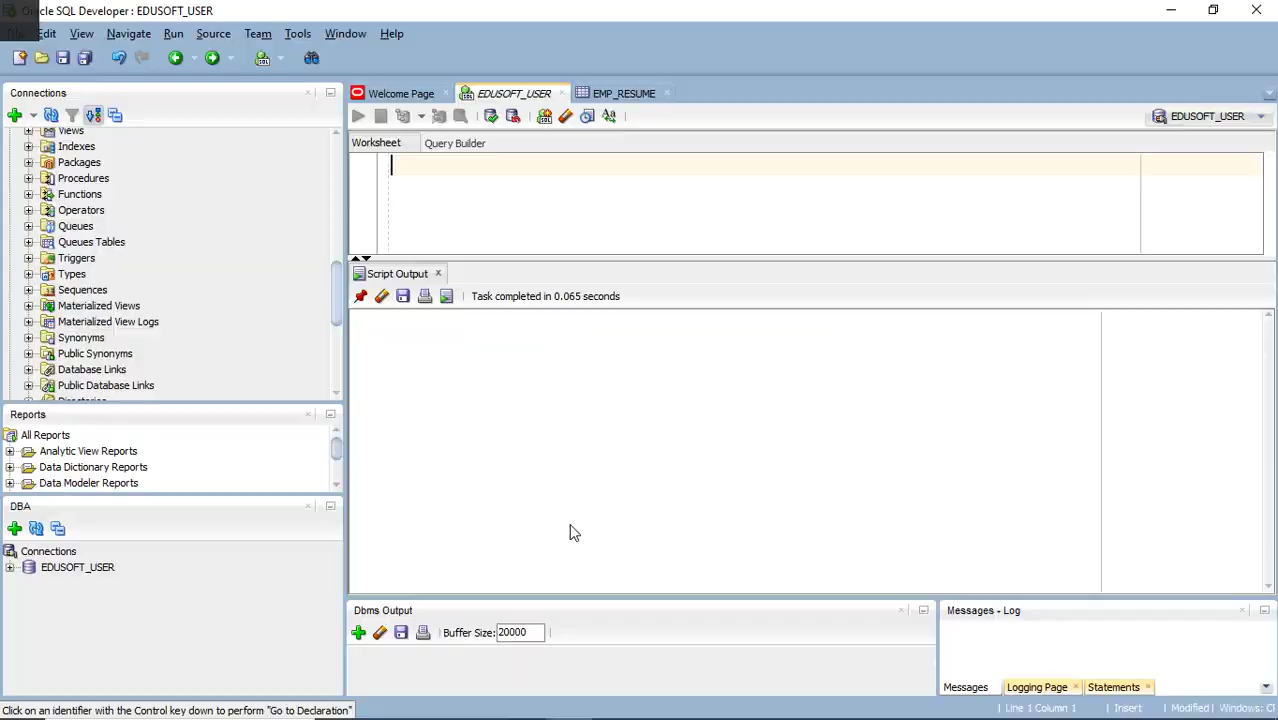 Oracle SQL Developer : EDUSOFT_USER
File Edit View Navigate Run Source Team Tools Window Help
Connections
Views
Indexes
Packages
Procedures
Functions
Operators
Queues
Queues Tables
Triggers
Types
Sequences
Materialized Views
Materialized View Logs
Synonyms
Public Synonyms
Database Links
Public Database Links
Directories
Reports
All Reports
Analytic View Reports
Data Dictionary Reports
Data Modeler Reports
DBA
Connections
EDUSOFT_USER
Welcome Page
EDUSOFT_USER
EMP_RESUME
EDUSOFT_USER
Worksheet Query Builder
Script Output
Task completed in 0.065 seconds
Dbms Output
Buffer Size: 20000
Messages - Log
Messages Logging Page Statements
Click on an identifier with the Control key down to perform "Go to Declaration"
Line 1 Column 1 Insert Modified Windows: CF